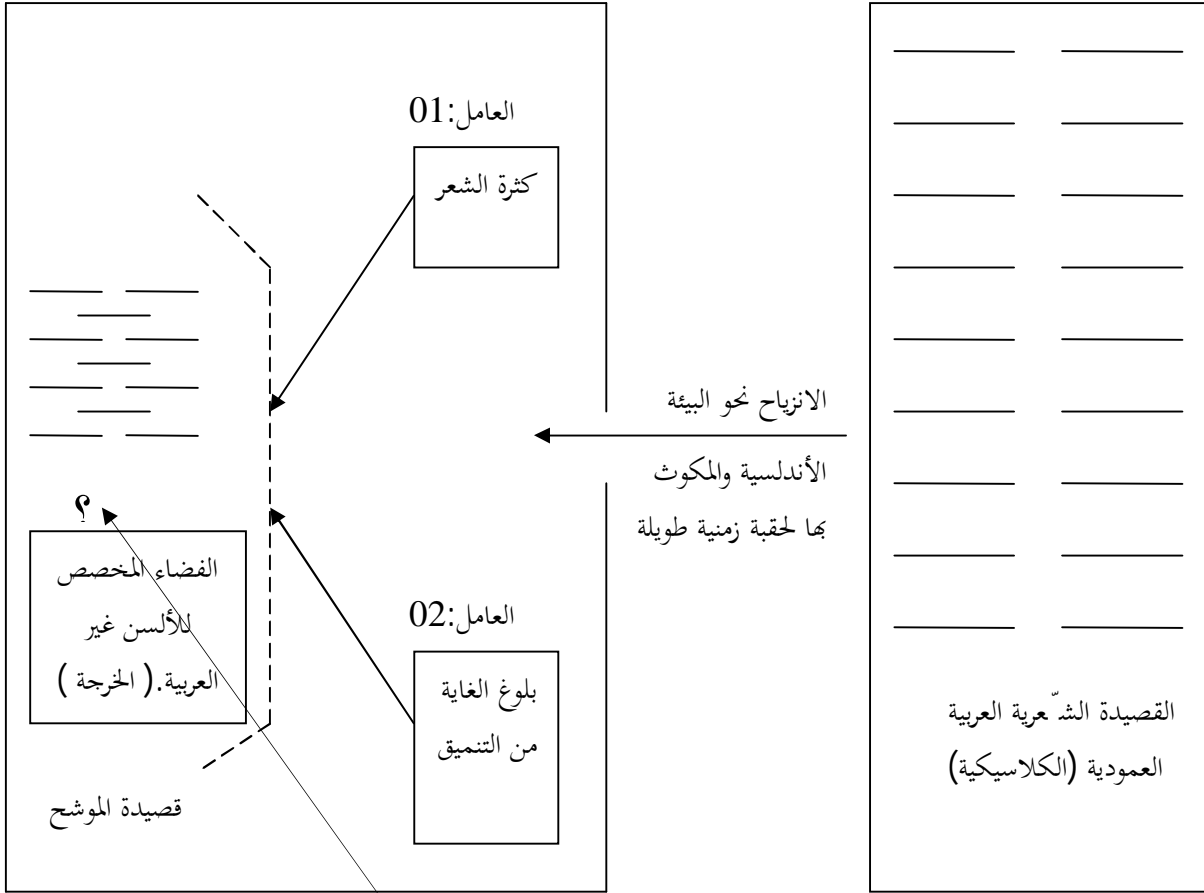 القصيدة الشّعرية العربية
العمودية (الكلاسيكية)
الانزياح نحو البيئة
الأندلسية والمكوث
بها لحقبة زمنية طويلة
العامل:01
كثرة الشعر
العامل:02
بلوغ الغاية
من التنميق
؟
الفضاء المخصص
للألسن غير
العربية.( الخرجة )
قصيدة الموشح